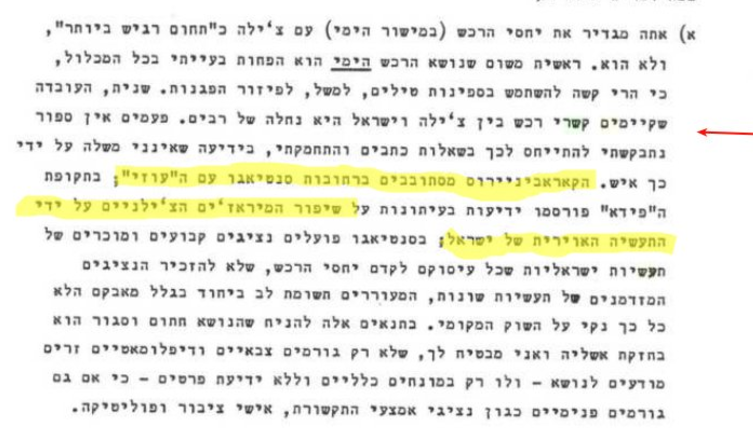 א) אתה מגדיר את יחסי הרכש (במישור הימי) עם צ'ילה כ"תחום רגיש ביותר",
ולא הוא. ראשית משום שנושא הרכש הימי הוא הפחות בעייתי בכל המכלול,
כי הרי קשה להשתמש בספינות טילים, למשל, לפיזור הפגנות. שנית, העובדה
שקיימים קשרי רכש בין צ'ילה וישראל היא נחלה של רבים. פעמים אין ספור
נתבקשתי להתייחס לכך בשאלות כתבים והתחמקתי, בידיעה שאינני משלה על ידי
כך איש. הקאראביניירוס מסתובבים ברחובות סנטיאגו עם ה"עוזי"; בתקופת
ה"פידא" פורסמו ידיעות בעיתונות על שיפור המיראז'ים הצ'ילניים על ידי
התעשיה האוירית של ישראל; בסנטיאגו פועלים נציגים קבועים ומוכרים של
תעשיות ישראליות שכל עיסוקם לקדם יחסי הרכש, שלא להזכיר הנציגים
המזדמנים של תעשיות שונות, המעוררים תשומת לב ביחוד בגלל מאבקם הלא
כל כך נקי על השוק המקומי. בתנאים אלה להניח שהנושא חתום וסגור הוא
בחזקת אשליה ואני מבטיח לך, שלא רק גורמים צבאיים ודיפלומאטיים זרים
מודעים לנושא - ולו רק במונחים כלליים וללא ידיעת פרטים - כי אם גם
גורמים פנימיים כגון נציגי אמצעי התקשורת, אישי ציבור ופוליטיקה.